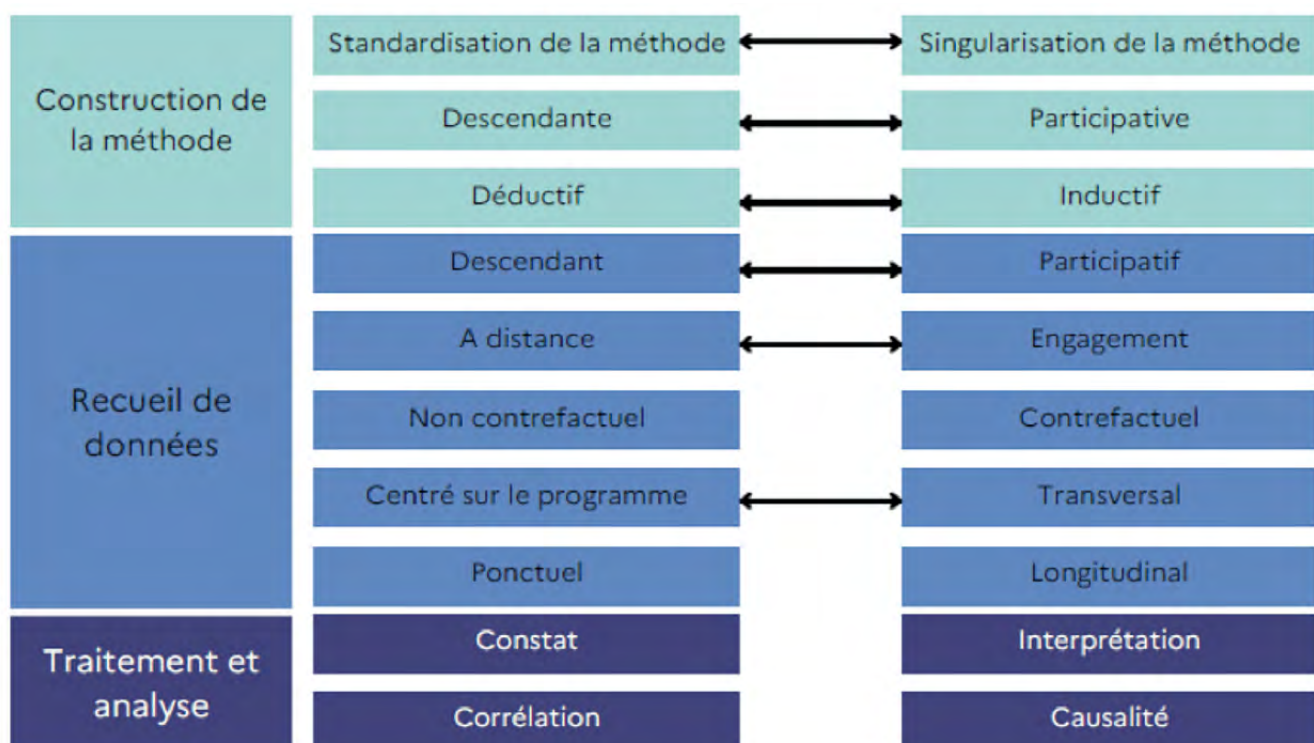 Construction de
la méthode
Standardisation de la méthode
Singularisation de la méthode
Descendante
Participative
Déductif
Inductif
Recueil de
données
Descendant
Participatif
A distance
Engagement
Non contrefactuel
Contrefactuel
Centré sur le programme
Transversal
Ponctuel
Longitudinal
Traitement et
analyse
Constat
Interprétation
Corrélation
Causalité